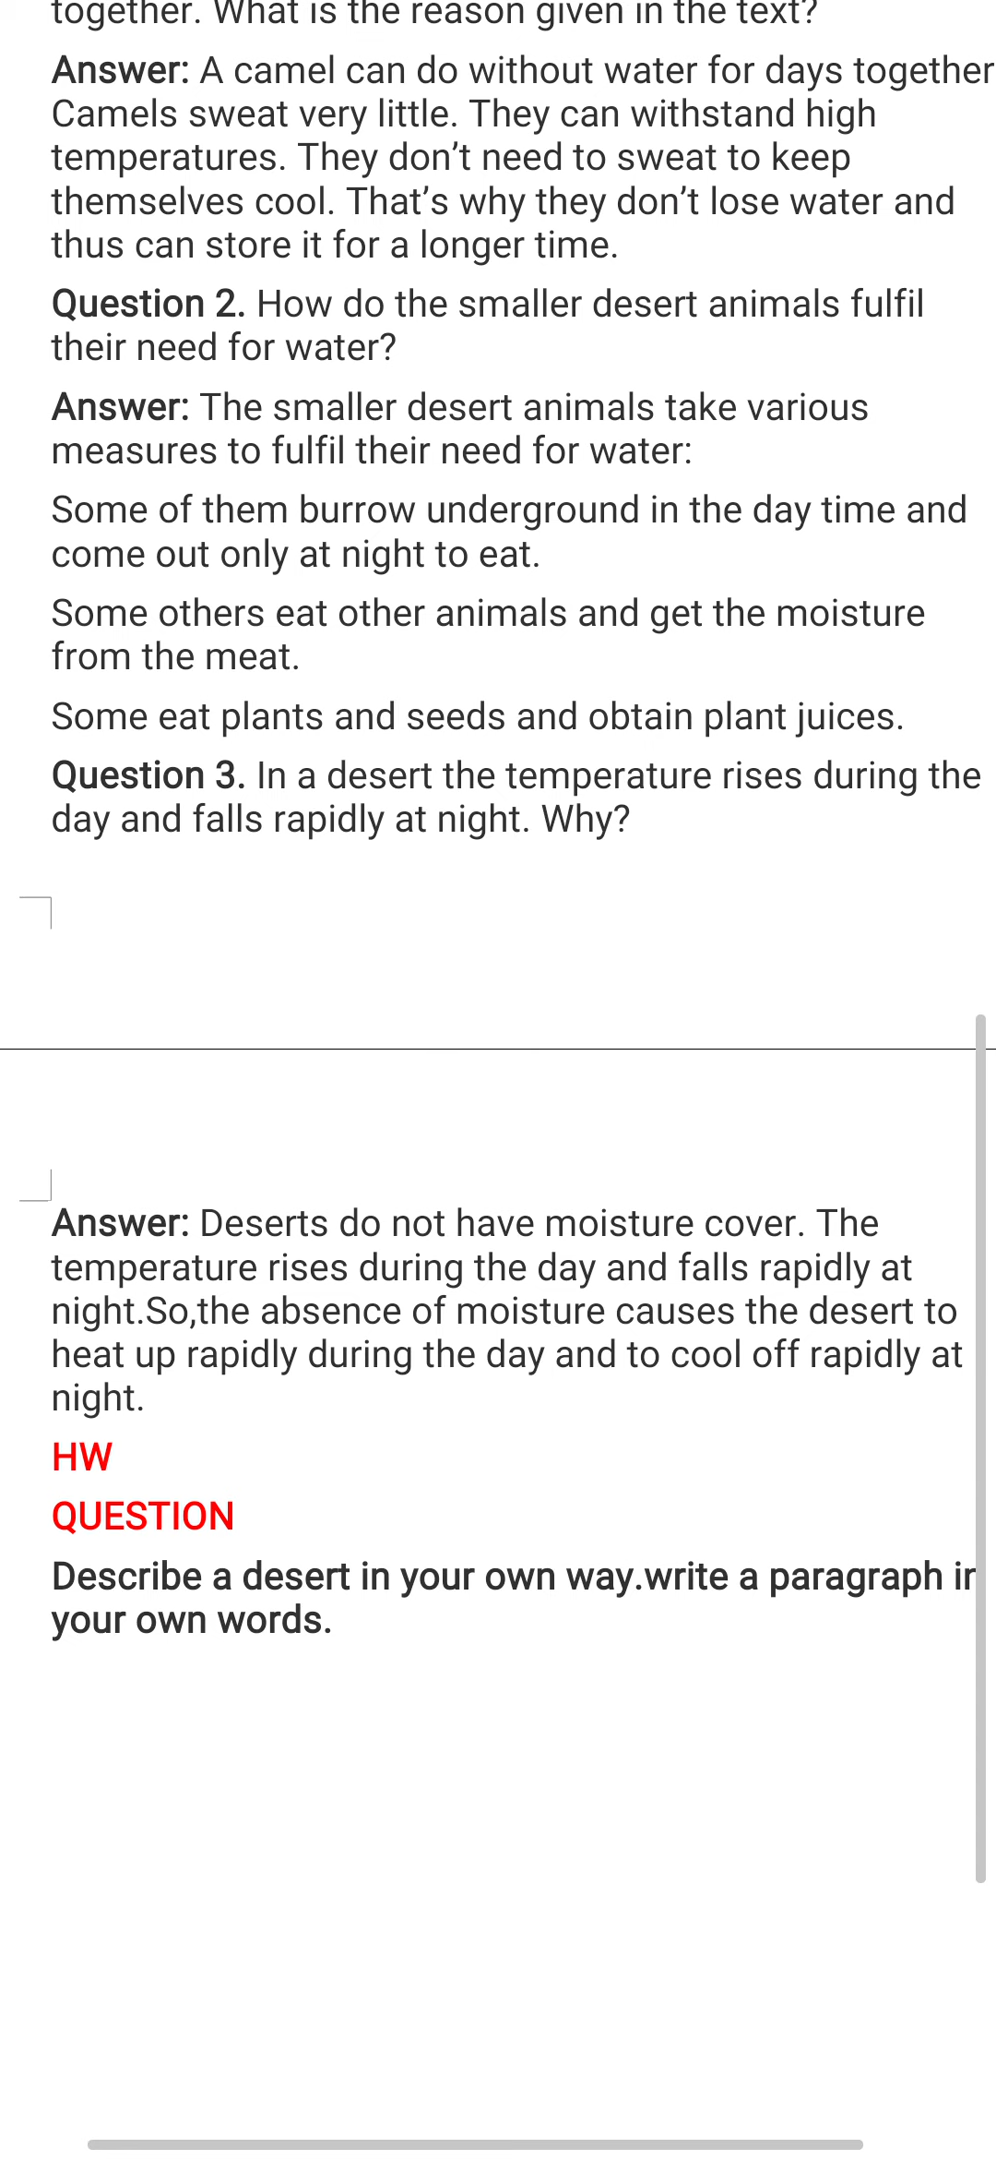 together. What is the reason given in the text?
Answer: A camel can do without water for days together
Camels sweat very little. They can withstand high
temperatures. They don’t need to sweat to keep
themselves cool. That’s why they don’t lose water and
thus can store it for a longer time.
Question 2. How do the smaller desert animals fulfil
their need for water?
Answer: The smaller desert animals take various
measures to fulfil their need for water:
Some of them burrow underground in the day time and
come out only at night to eat.
Some others eat other animals and get the moisture
from the meat.
Some eat plants and seeds and obtain plant juices.
Question 3. In a desert the temperature rises during the
day and falls rapidly at night. Why?
Answer: Deserts do not have moisture cover. The
temperature rises during the day and falls rapidly at
night.So,the absence of moisture causes the desert to
heat up rapidly during the day and to cool off rapidly at
night.
HW
QUESTION
Describe a desert in your own way.write a paragraph in
your own words.